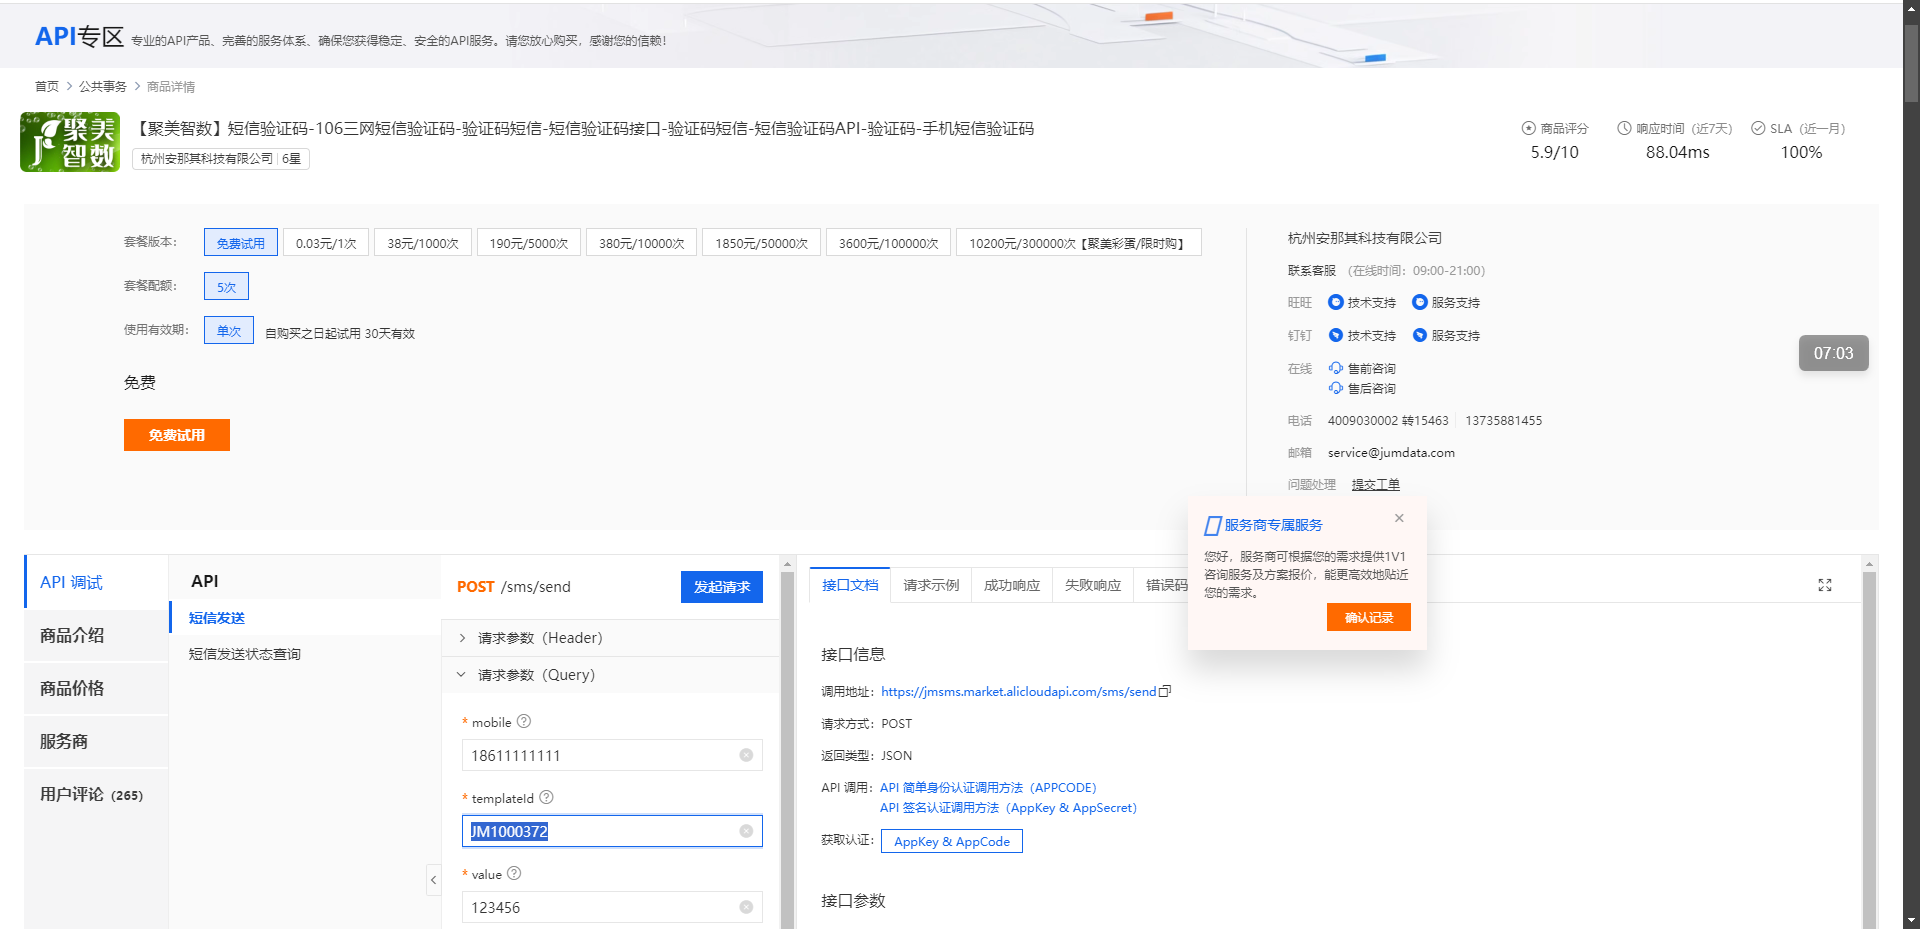 API专区 专业的API产品、完善的服务体系、确保您获得稳定、安全的API服务。请您放心购买，感谢您的信赖！
首页 > 公共事务 > 商品详情
聚美智数
【聚美智数】短信验证码-106三网短信验证码-验证码短信-短信验证码接口-验证码短信-短信验证码API-验证码-手机短信验证码
杭州安那其科技有限公司 6星
商品评分 响应时间（近7天） SLA（近一月）
5.9/10 88.04ms 100%
套餐版本： 免费试用 0.03元/1次 38元/1000次 190元/5000次 380元/10000次 1850元/50000次 3600元/100000次 10200元/300000次【聚美彩蛋/限时购】
套餐配额： 5次
使用有效期： 单次 自购买之日起试用 30天有效
免费
免费试用
杭州安那其科技有限公司
联系客服 （在线时间：09:00-21:00）
旺旺 技术支持 服务支持
钉钉 技术支持 服务支持
在线 售前咨询
售后咨询
电话 4009030002 转15463 13735881455
邮箱 service@jumdata.com
问题处理 提交工单
07:03
服务商专属服务
您好，服务商可根据您的需求提供1V1
咨询服务及方案报价，能更高效地贴近
您的需求。
确认记录
API 调试
商品介绍
商品价格
服务商
用户评论 (265)
API
短信发送
短信发送状态查询
POST /sms/send 发起请求
请求参数（Header）
请求参数（Query）
* mobile
18611111111
* templateId
JM1000372
* value
123456
接口文档 请求示例 成功响应 失败响应 错误码
接口信息
调用地址： https://jmsms.market.alicloudapi.com/sms/send
请求方式： POST
返回类型： JSON
API 调用： API 简单身份认证调用方法（APPCODE）
API 签名认证调用方法（AppKey & AppSecret）
获取认证： AppKey & AppCode
接口参数